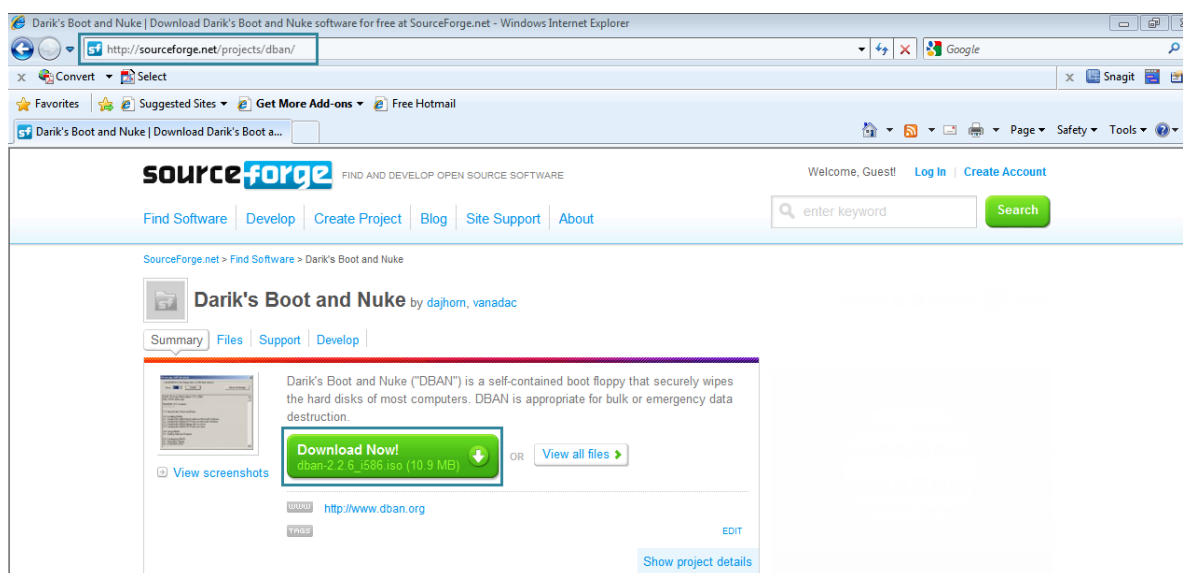 Darik's Boot and Nuke | Download Darik's Boot and Nuke software for free at SourceForge.net - Windows Internet Explorer
http://sourceforge.net/projects/dban/
Google
x Convert Select
x Snagit
Favorites Suggested Sites Get More Add-ons Free Hotmail
Darik's Boot and Nuke | Download Darik's Boot a...
Page Safety Tools
sourceforge FIND AND DEVELOP OPEN SOURCE SOFTWARE
Welcome, Guest! Log In | Create Account
Find Software Develop Create Project Blog Site Support About
enter keyword Search
SourceForge.net > Find Software > Darik's Boot and Nuke
Darik's Boot and Nuke by dajhorn, vanadac
Summary Files Support Develop
Darik's Boot and Nuke ("DBAN") is a self-contained boot floppy that securely wipes
the hard disks of most computers. DBAN is appropriate for bulk or emergency data
destruction.
Download Now!
dban-2.2.6_i586.iso (10.9 MB)
OR View all files
View screenshots
WWW http://www.dban.org
TAGS EDIT
Show project details